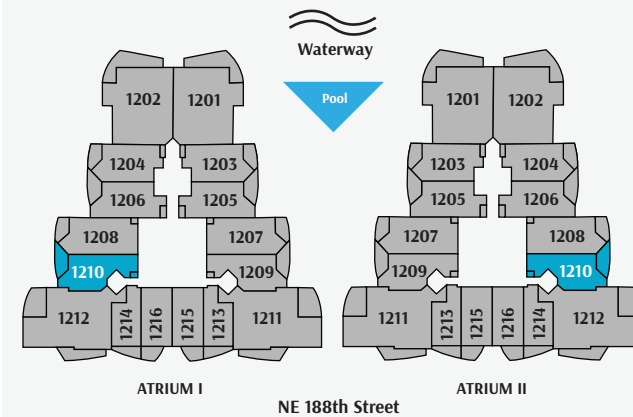 Waterway
Pool
1202 1201
1204 1203
1206 1205
1208 1207
1210 1209
1212 1214 1216 1215 1213 1211
ATRIUM I
1201 1202
1203 1204
1205 1206
1207 1208
1209 1210
1211 1213 1215 1216 1214 1212
ATRIUM II
NE 188th Street